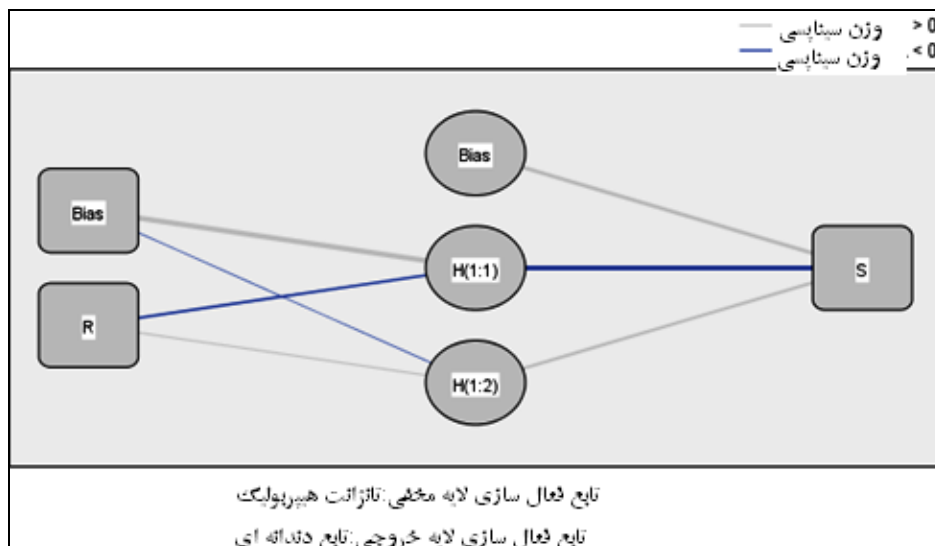 وزن سیناپسی > 0
وزن سیناپسی < 0
Bias
Bias
H(1:1)
S
R
H(1:2)
تابع فعال سازی لایه مخفی:تانژانت هیپربولیک
تابع فعال سازی لایه خروجی:تابع دندانه ای